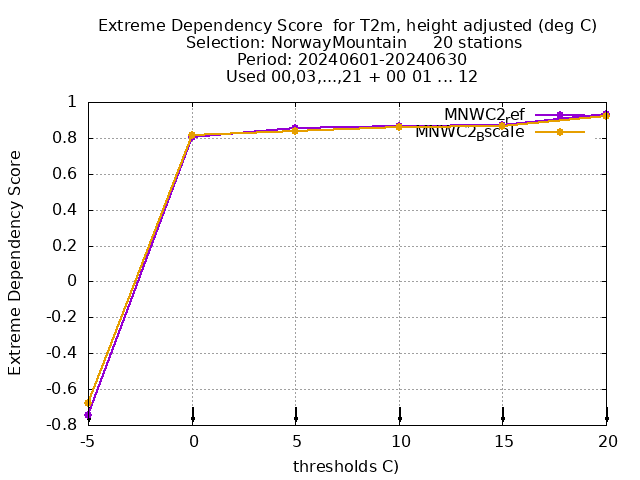 Extreme Dependency Score  for T2m, height adjusted (deg C)
Selection: NorwayMountain     20 stations
Period: 20240601-20240630
Used 00,03,...,21 + 00 01 ... 12
MNWC2ref
MNWC2Bscale
1
0.8
0.6
0.4
0.2
0
-0.2
-0.4
-0.6
-0.8
Extreme Dependency Score
-5 0 5 10 15 20
thresholds C)